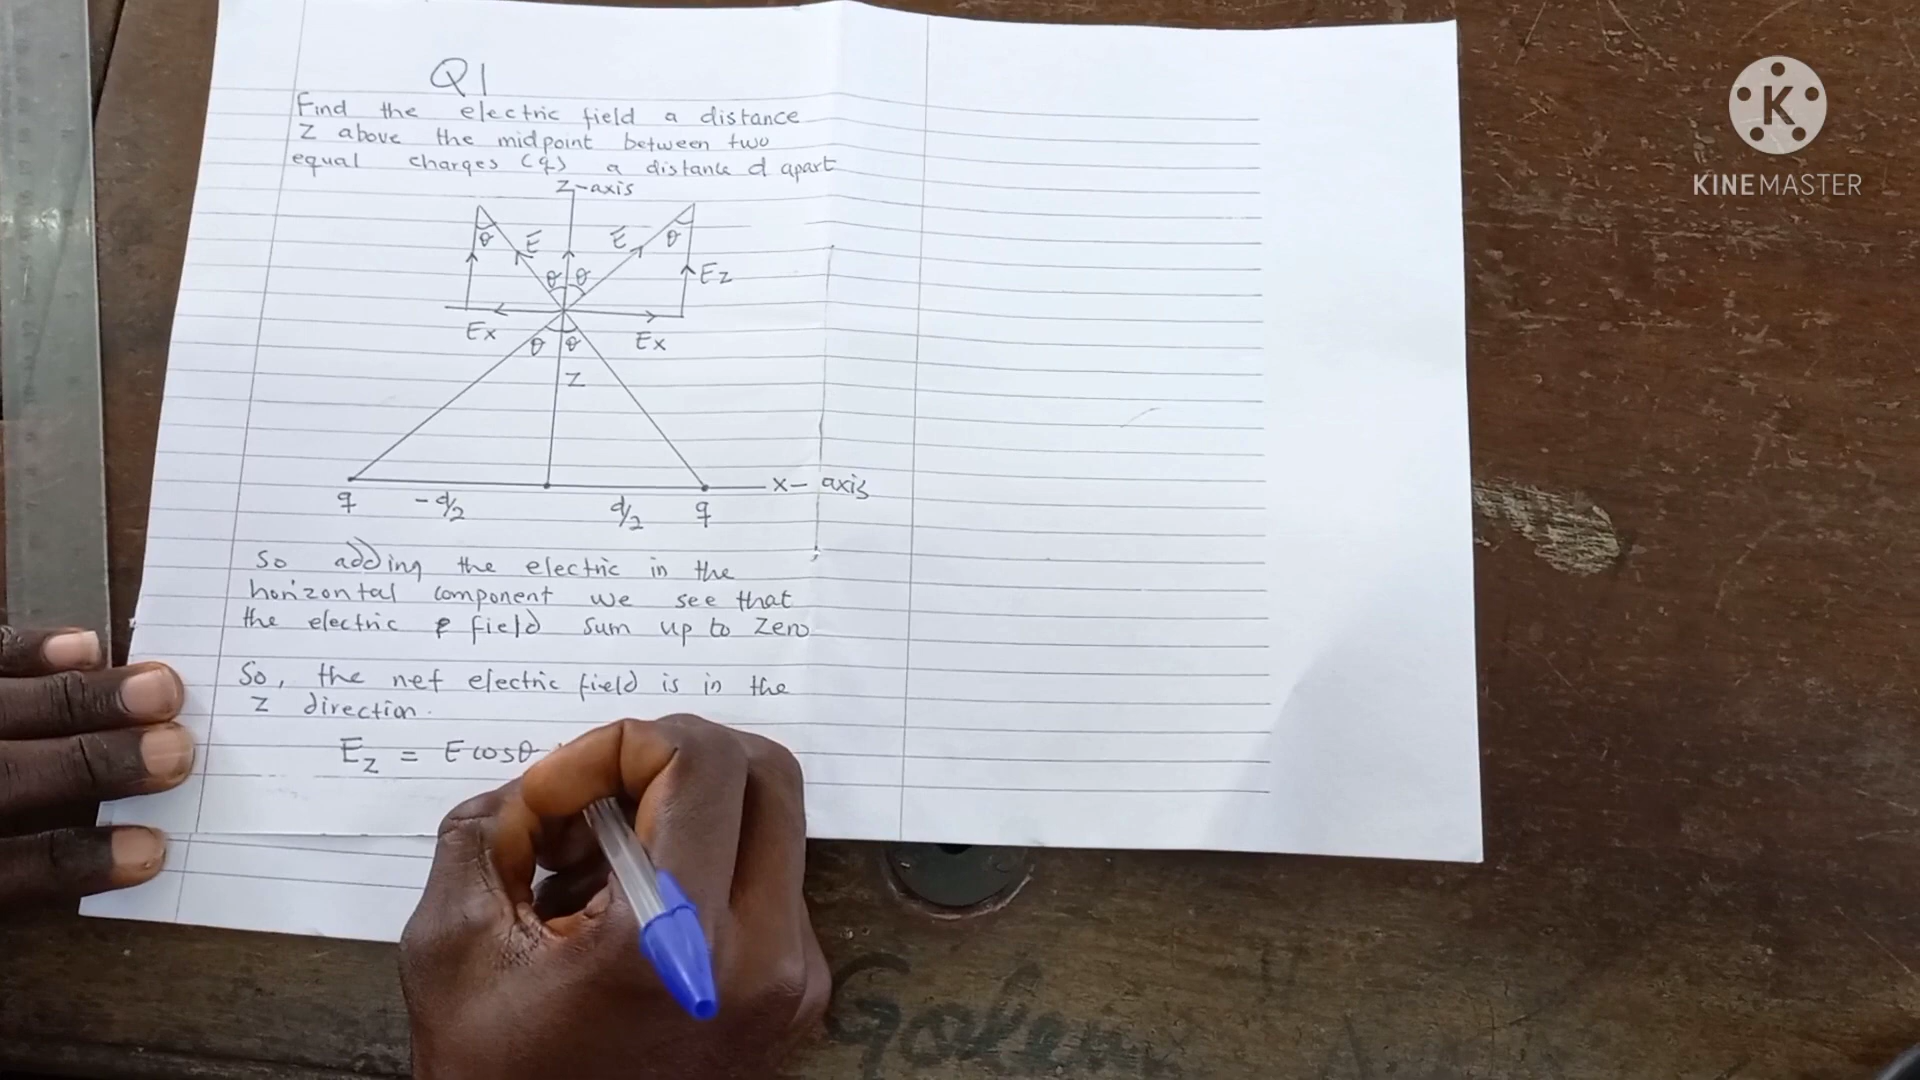 Q1
Find the electric field a distance
Z above the midpoint between two
equal charges (q) a distance d apart
Z-axis
θ E E θ
θ θ Ez
Ex Ex
θ θ
Z
x- axis
q -d/2 d/2 q
So adding the electric in the
horizontal component we see that
the electric field sum up to zero
So, the net electric field is in the
Z direction.
Ez = E cosθ
K
KINEMASTER